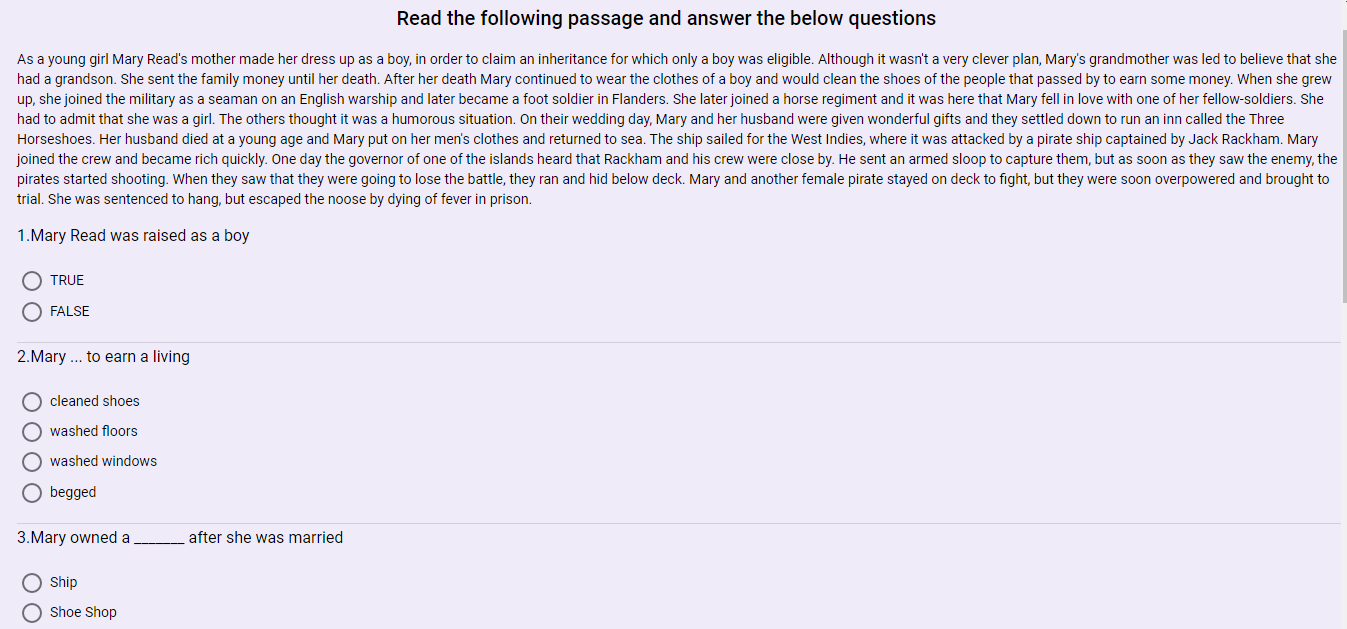 Read the following passage and answer the below questions
As a young girl Mary Read's mother made her dress up as a boy, in order to claim an inheritance for which only a boy was eligible. Although it wasn't a very clever plan, Mary's grandmother was led to believe that she
had a grandson. She sent the family money until her death. After her death Mary continued to wear the clothes of a boy and would clean the shoes of the people that passed by to earn some money. When she grew
up, she joined the military as a seaman on an English warship and later became a foot soldier in Flanders. She later joined a horse regiment and it was here that Mary fell in love with one of her fellow-soldiers. She
had to admit that she was a girl. The others thought it was a humorous situation. On their wedding day, Mary and her husband were given wonderful gifts and they settled down to run an inn called the Three
Horseshoes. Her husband died at a young age and Mary put on her men's clothes and returned to sea. The ship sailed for the West Indies, where it was attacked by a pirate ship captained by Jack Rackham. Mary
joined the crew and became rich quickly. One day the governor of one of the islands heard that Rackham and his crew were close by. He sent an armed sloop to capture them, but as soon as they saw the enemy, the
pirates started shooting. When they saw that they were going to lose the battle, they ran and hid below deck. Mary and another female pirate stayed on deck to fight, but they were soon overpowered and brought to
trial. She was sentenced to hang, but escaped the noose by dying of fever in prison.
1.Mary Read was raised as a boy
TRUE
FALSE
2.Mary ... to earn a living
cleaned shoes
washed floors
washed windows
begged
3.Mary owned a _______ after she was married
Ship
Shoe Shop